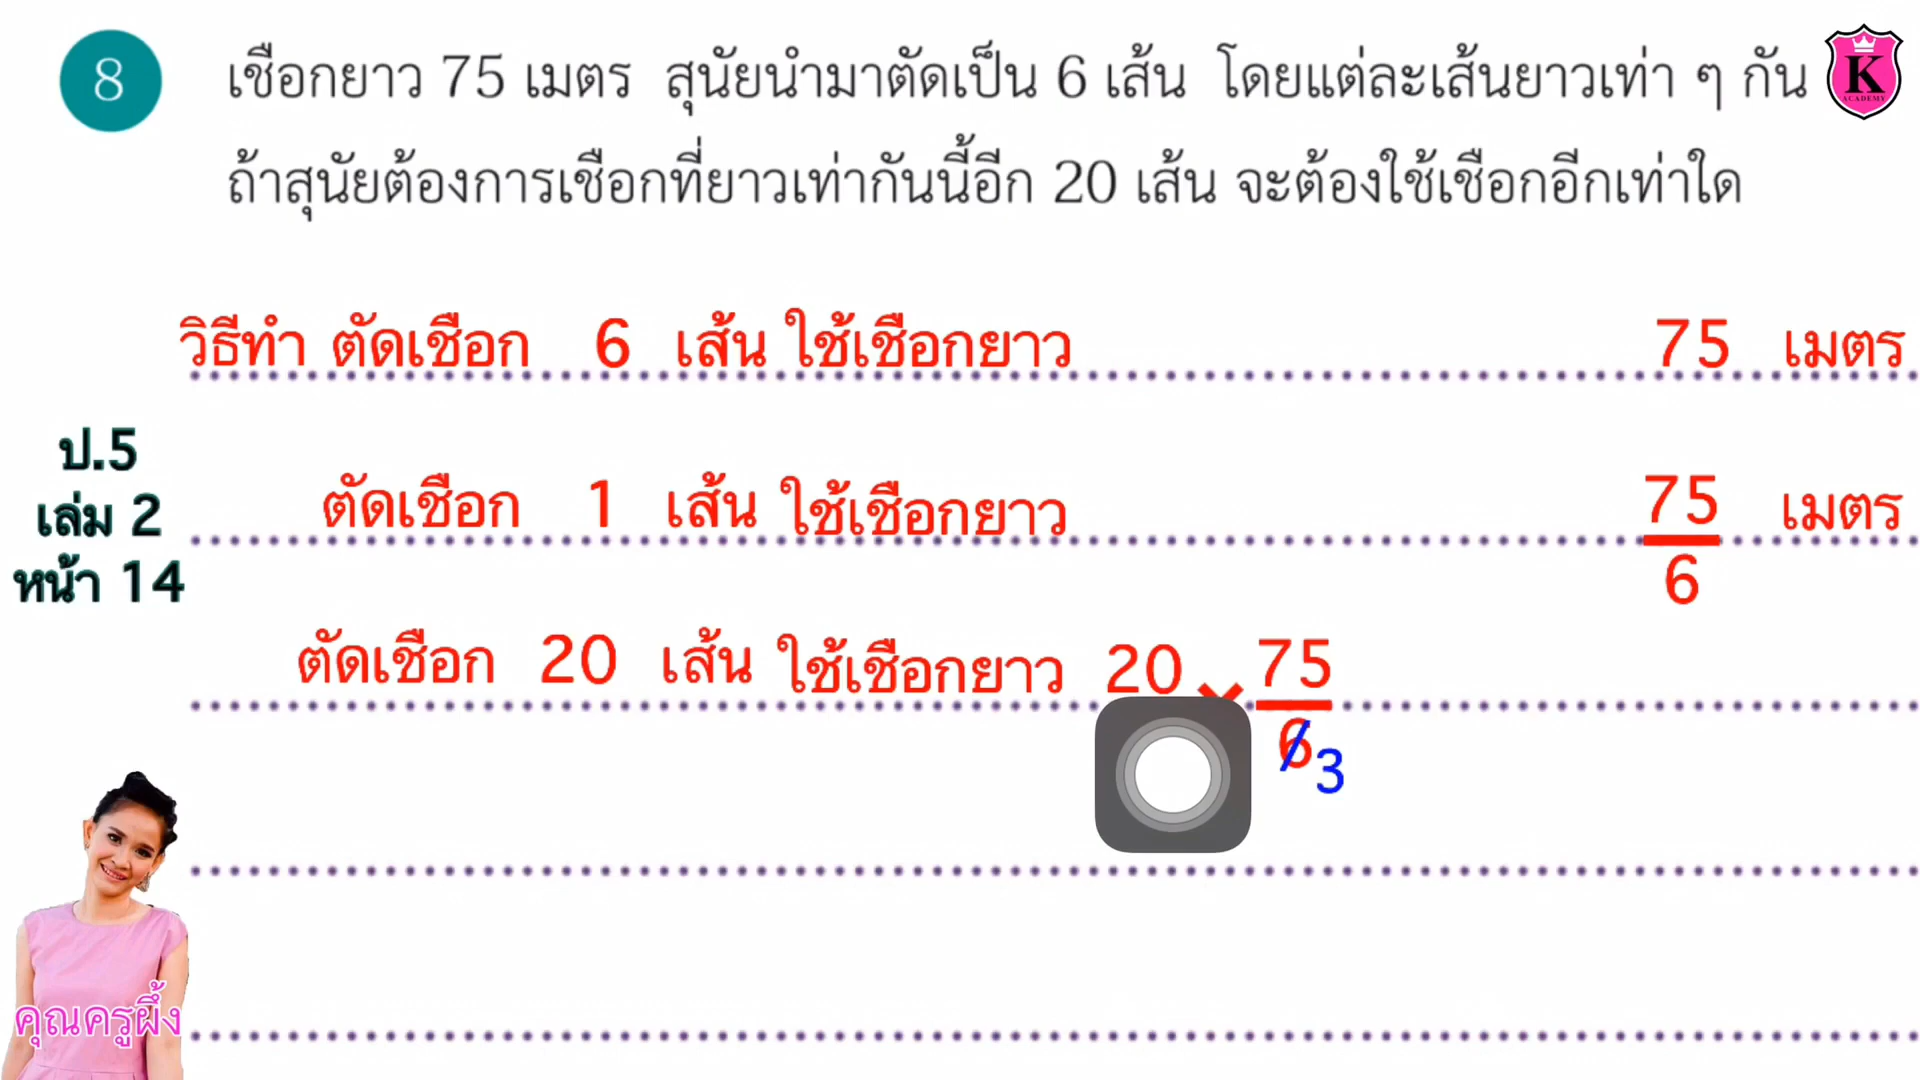 8 เชือกยาว 75 เมตร สุนัยนำมาตัดเป็น 6 เส้น โดยแต่ละเส้นยาวเท่า ๆ กัน
K ACADEMY
ถ้าสุนัยต้องการเชือกที่ยาวเท่ากันนี้อีก 20 เส้น จะต้องใช้เชือกอีกเท่าใด
วิธีทำ ตัดเชือก 6 เส้น ใช้เชือกยาว 75 เมตร
ป.5
เล่ม 2
หน้า 14
ตัดเชือก 1 เส้น ใช้เชือกยาว 75/6 เมตร
ตัดเชือก 20 เส้น ใช้เชือกยาว 20 × 75/6
3
คุณครูผึ้ง